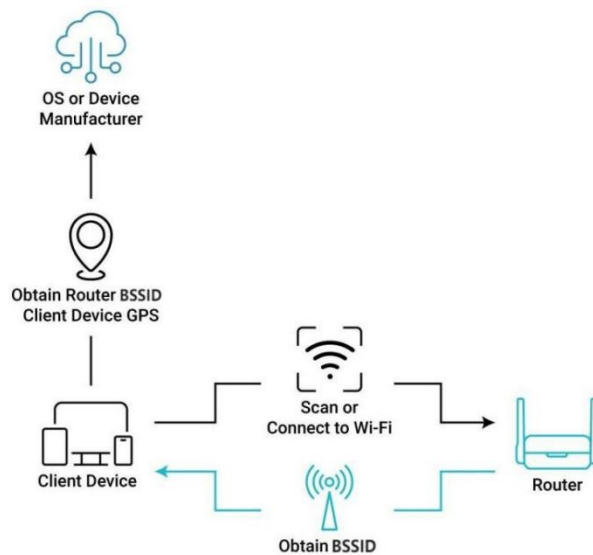 OS or Device
Manufacturer
Obtain Router BSSID
Client Device GPS
Scan or
Connect to Wi-Fi
Client Device
Router
Obtain BSSID